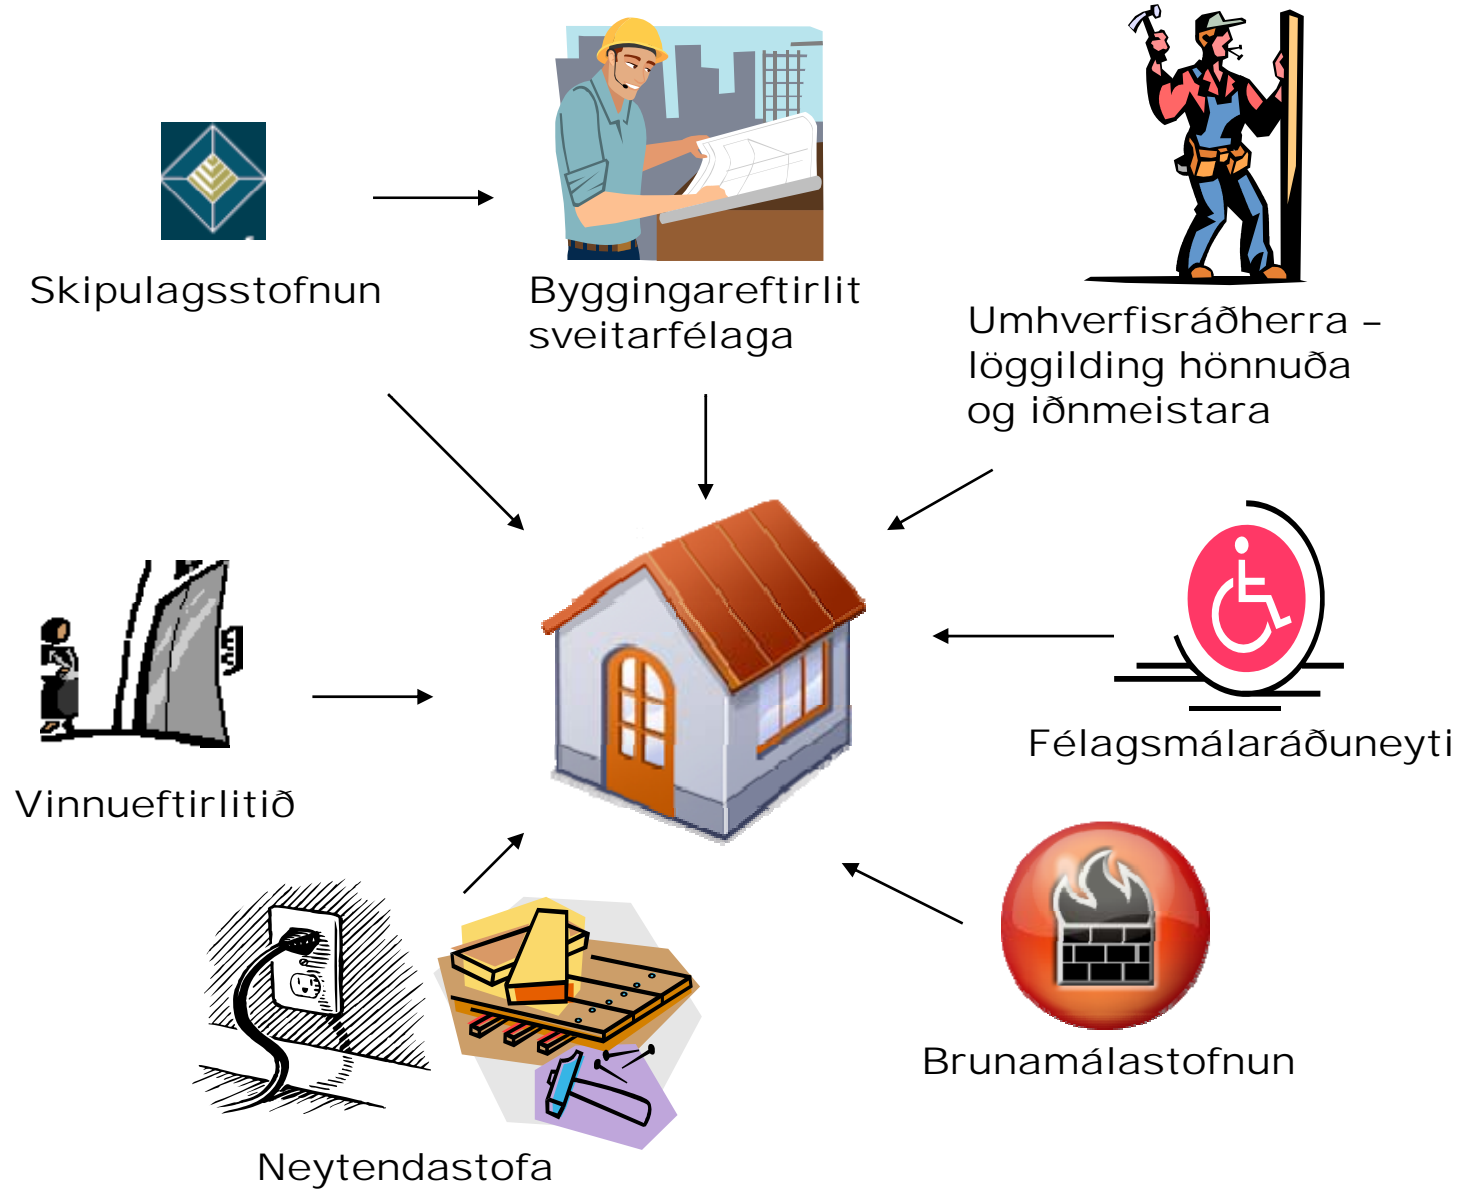 Skipulagsstofnun
Byggingareftirlit
sveitarfélaga
Umhverfisráðherra –
löggilding hönnuða
og iðnmeistara
Vinnueftirlitið
Félagsmálaráðuneyti
Brunamálastofnun
Neytendastofa